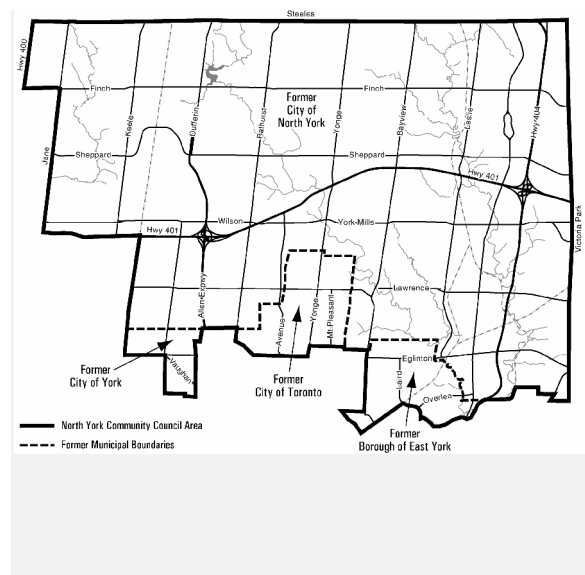 Steeles
Hwy 400
Finch
Finch
Former
City of
North York
Keele
Dufferin
Bathurst
Yonge
Bayview
Leslie
Hwy 404
Jane
Sheppard
Sheppard
Hwy 401
Victoria Park
Wilson
York-Mills
Hwy 401
Allen Expwy
Lawrence
Avenue
Yonge
Mt.Pleasant
Eglinton
Vaughan
Laird
Overlea
Former
City of York
Former
City of Toronto
Former
Borough of East York
North York Community Council Area
Former Municipal Boundaries